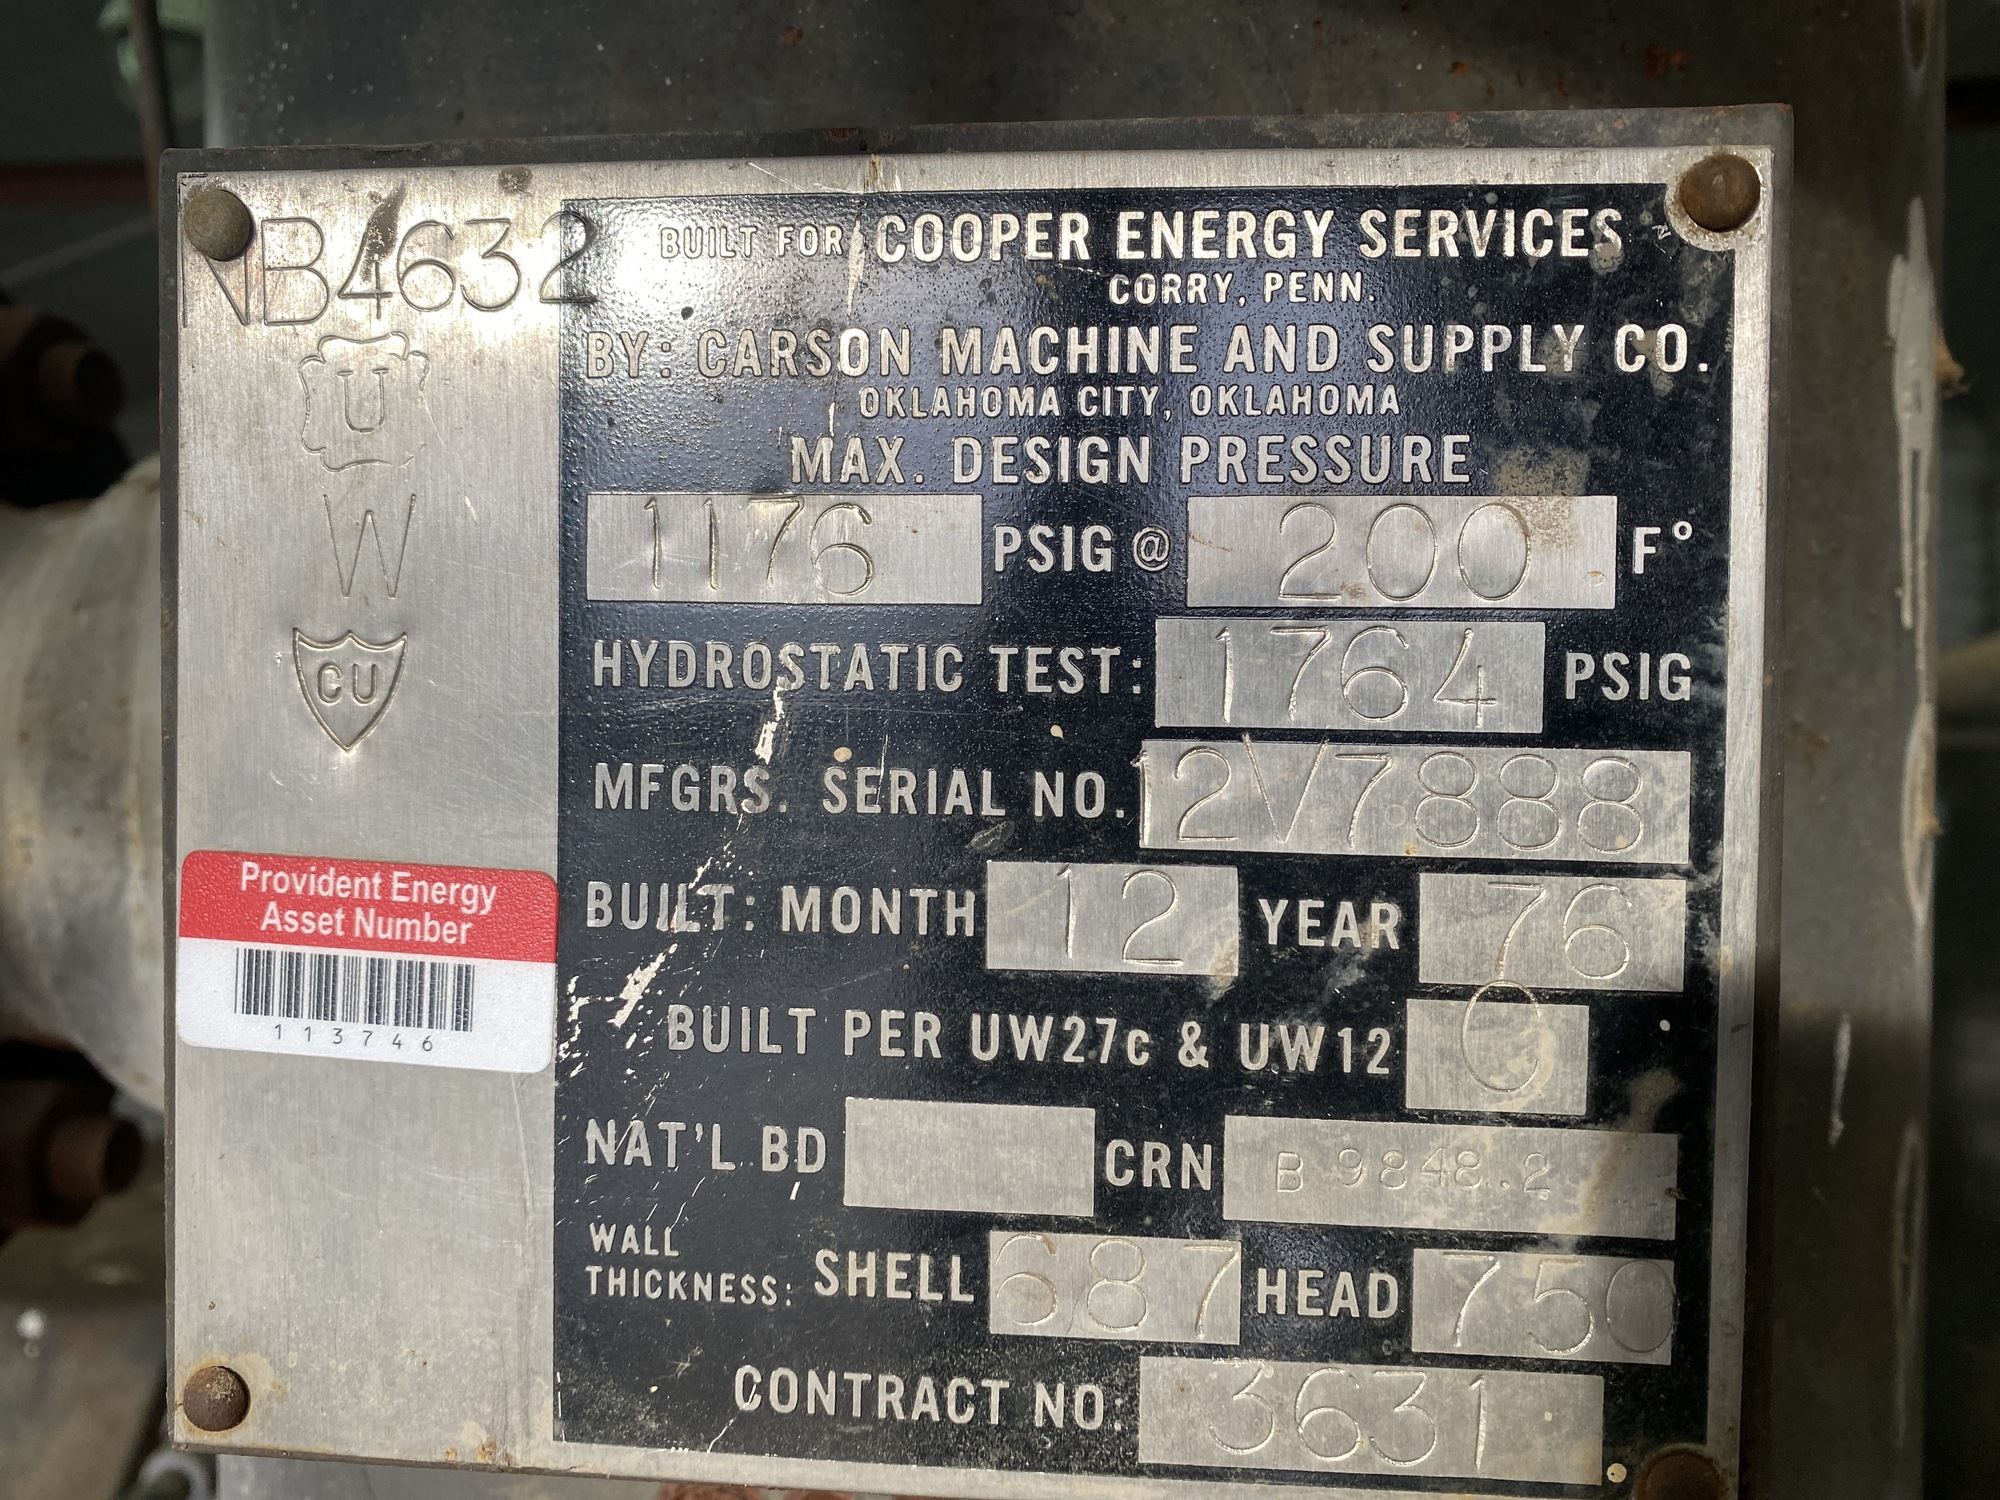 NB4632
U
W
CU
Provident Energy
Asset Number
113746
BUILT FOR COOPER ENERGY SERVICES
CORRY, PENN.
BY: CARSON MACHINE AND SUPPLY CO.
OKLAHOMA CITY, OKLAHOMA
MAX. DESIGN PRESSURE
1176 PSIG @ 200 F°
HYDROSTATIC TEST: 1764 PSIG
MFGRS. SERIAL NO. 2V7888
BUILT: MONTH 12 YEAR 76
BUILT PER UW27c & UW12 C
NAT'L BD CRN B 9848.2
WALL
THICKNESS: SHELL 687 HEAD 750
CONTRACT NO: 3631